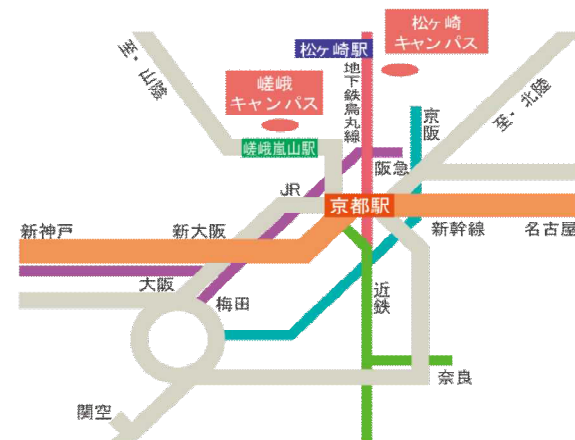 松ヶ崎
キャンパス
松ヶ崎駅
至・山陰
嵯峨
キャンパス
地下鉄烏丸線
至・北陸
京阪
嵯峨嵐山駅
阪急
JR
京都駅
新神戸
新大阪
新幹線
名古屋
大阪
梅田
近鉄
奈良
関空